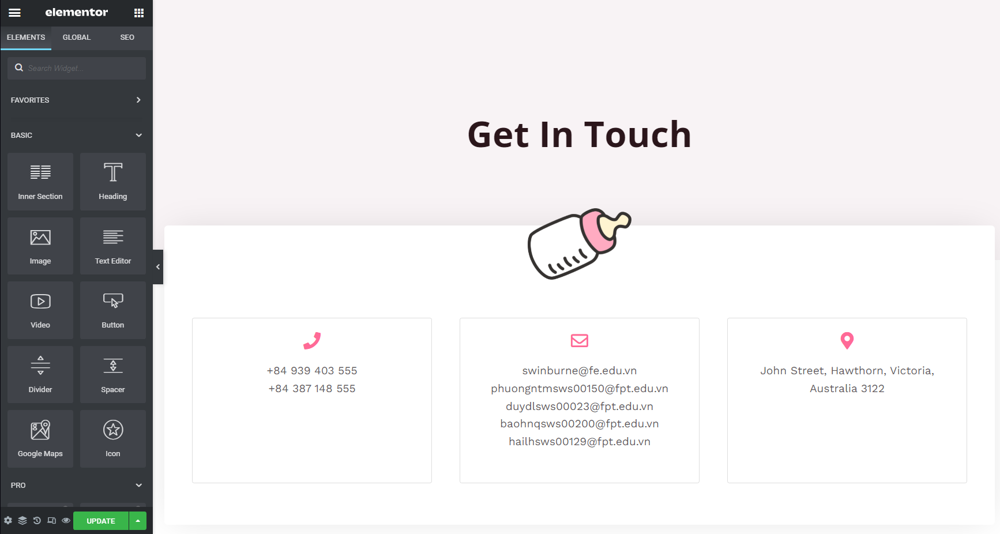 elementor
ELEMENTS GLOBAL SEO
Search Widget...
FAVORITES
BASIC
Inner Section
Heading
Image
Text Editor
Video
Button
Divider
Spacer
Google Maps
Icon
PRO
UPDATE
Get In Touch
+84 939 403 555
+84 387 148 555
swinburne@fe.edu.vn
phuongntmsws00150@fpt.edu.vn
duydlsws00023@fpt.edu.vn
baohnqsws00200@fpt.edu.vn
hailhsws00129@fpt.edu.vn
John Street, Hawthorn, Victoria,
Australia 3122